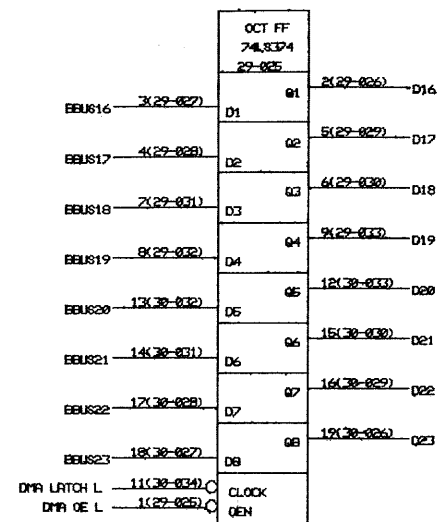 OCT FF
74LS374
29-025
2(29-026) D16
Q1
BBUS16 3(29-027)
D1
5(29-029) D17
Q2
BBUS17 4(29-028)
D2
6(29-030) D18
Q3
BBUS18 7(29-031)
D3
9(29-033) D19
Q4
BBUS19 8(29-032)
D4
12(30-033) D20
Q5
BBUS20 13(30-032)
D5
15(30-030) D21
Q6
BBUS21 14(30-031)
D6
16(30-029) D22
Q7
BBUS22 17(30-028)
D7
19(30-026) D23
Q8
BBUS23 18(30-027)
D8
DMA LATCH L 11(30-034) CLOCK
DMA OE L 1(29-025) OEN